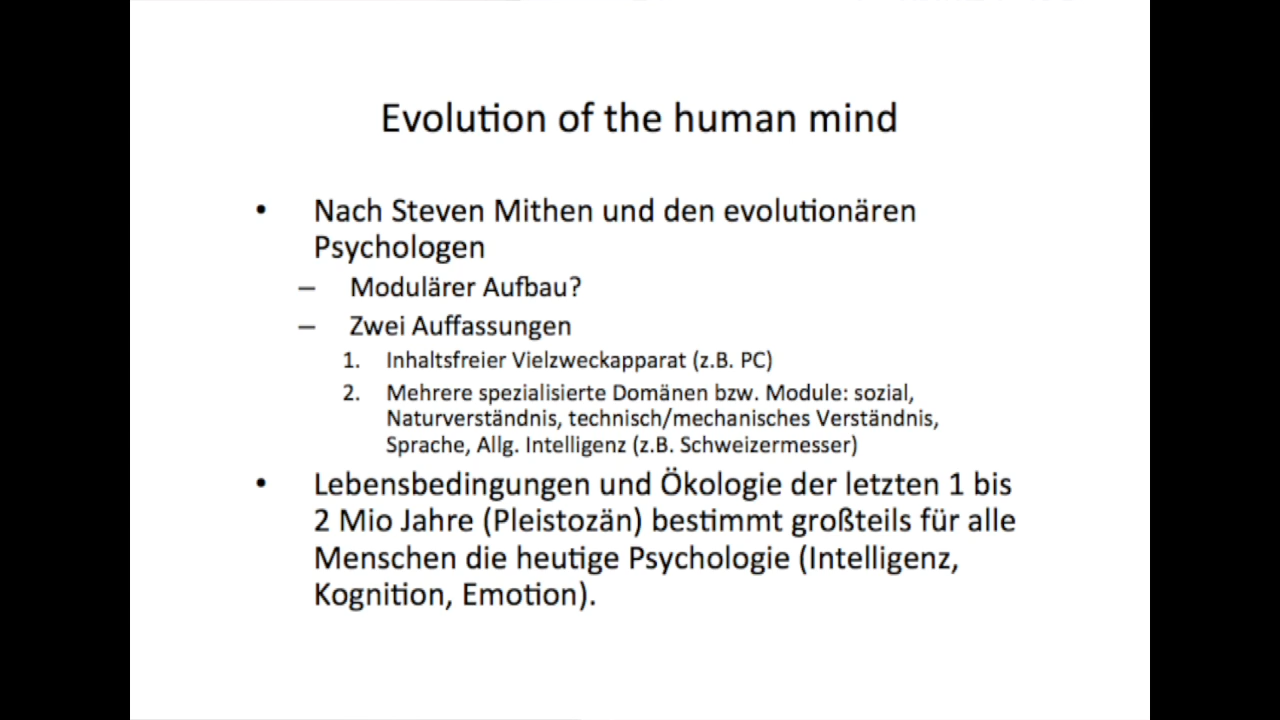 Evolution of the human mind
• Nach Steven Mithen und den evolutionären
Psychologen
– Modulärer Aufbau?
– Zwei Auffassungen
1. Inhaltsfreier Vielzweckapparat (z.B. PC)
2. Mehrere spezialisierte Domänen bzw. Module: sozial,
Naturverständnis, technisch/mechanisches Verständnis,
Sprache, Allg. Intelligenz (z.B. Schweizermesser)
• Lebensbedingungen und Ökologie der letzten 1 bis
2 Mio Jahre (Pleistozän) bestimmt großteils für alle
Menschen die heutige Psychologie (Intelligenz,
Kognition, Emotion).